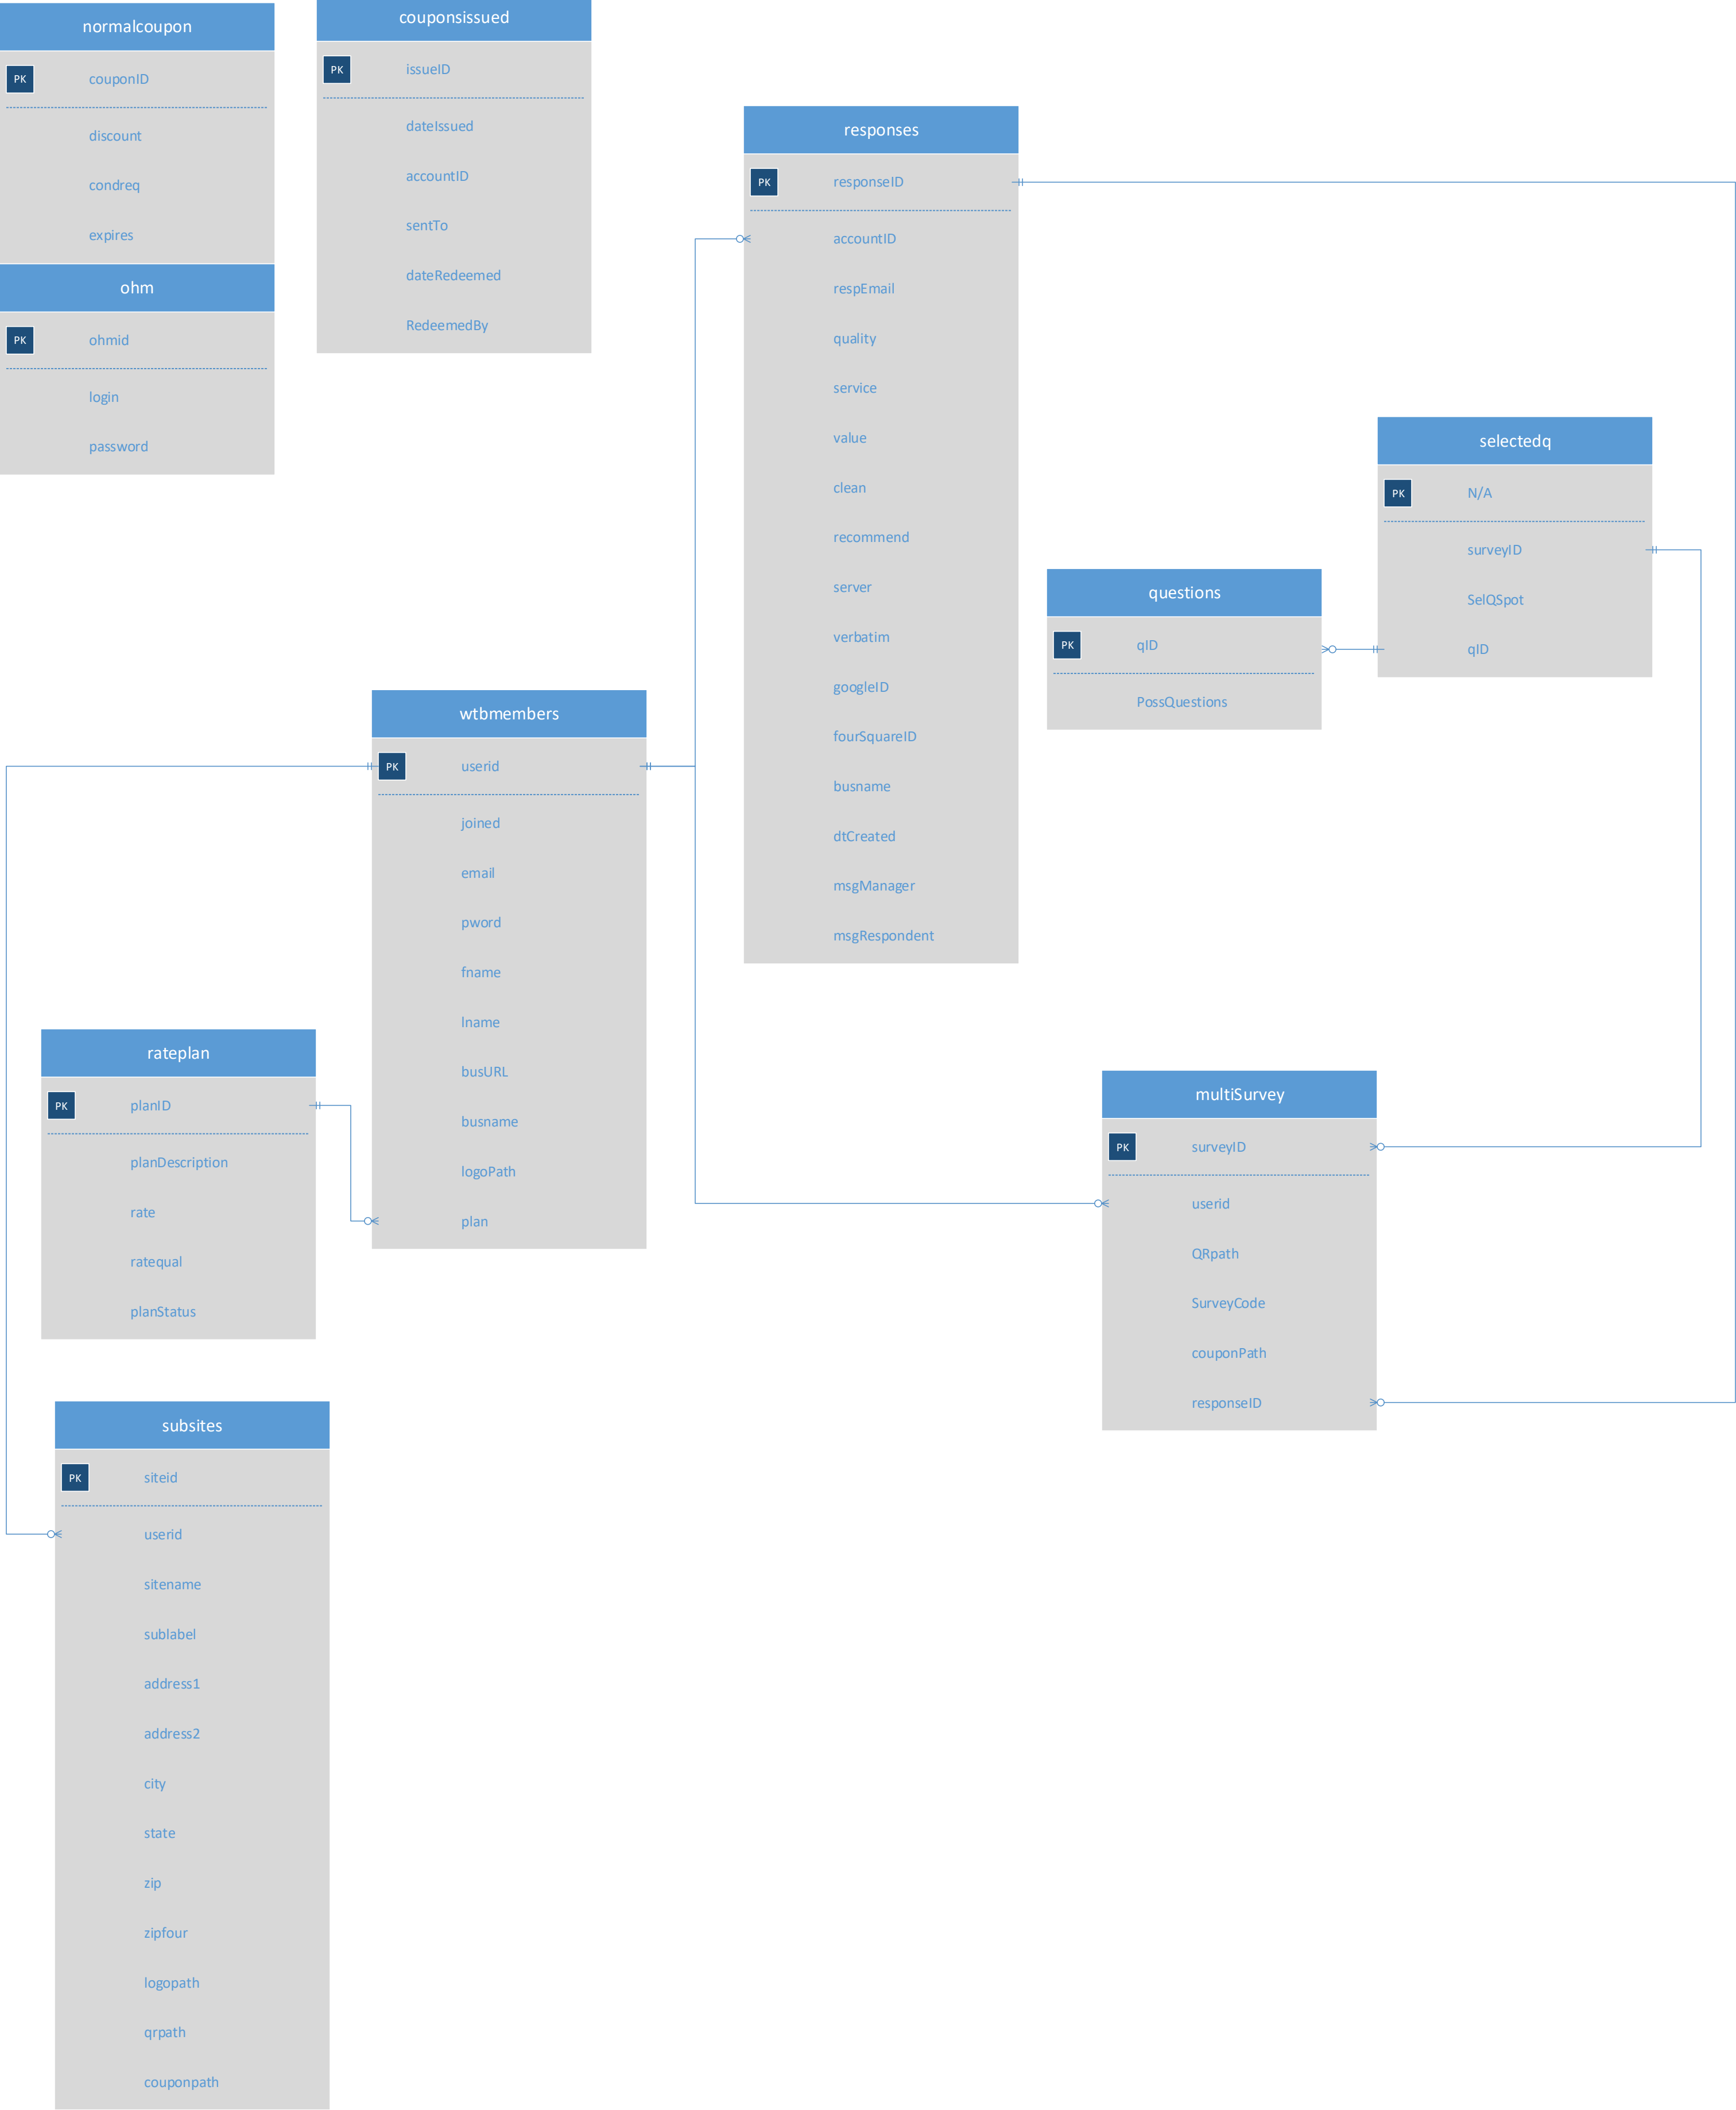 normalcoupon
PK couponID
discount
condreq
expires
ohm
PK ohmid
login
password
couponsissued
PK issueID
dateIssued
accountID
sentTo
dateRedeemed
RedeemedBy
responses
PK responseID
accountID
respEmail
quality
service
value
clean
recommend
server
verbatim
googleID
fourSquareID
busname
dtCreated
msgManager
msgRespondent
selectedq
PK N/A
surveyID
SelQSpot
qID
questions
PK qID
PossQuestions
wtbmembers
PK userid
joined
email
pword
fname
lname
busURL
busname
logoPath
plan
rateplan
PK planID
planDescription
rate
ratequal
planStatus
multiSurvey
PK surveyID
userid
QRpath
SurveyCode
couponPath
responseID
subsites
PK siteid
userid
sitename
sublabel
address1
address2
city
state
zip
zipfour
logopath
qrpath
couponpath